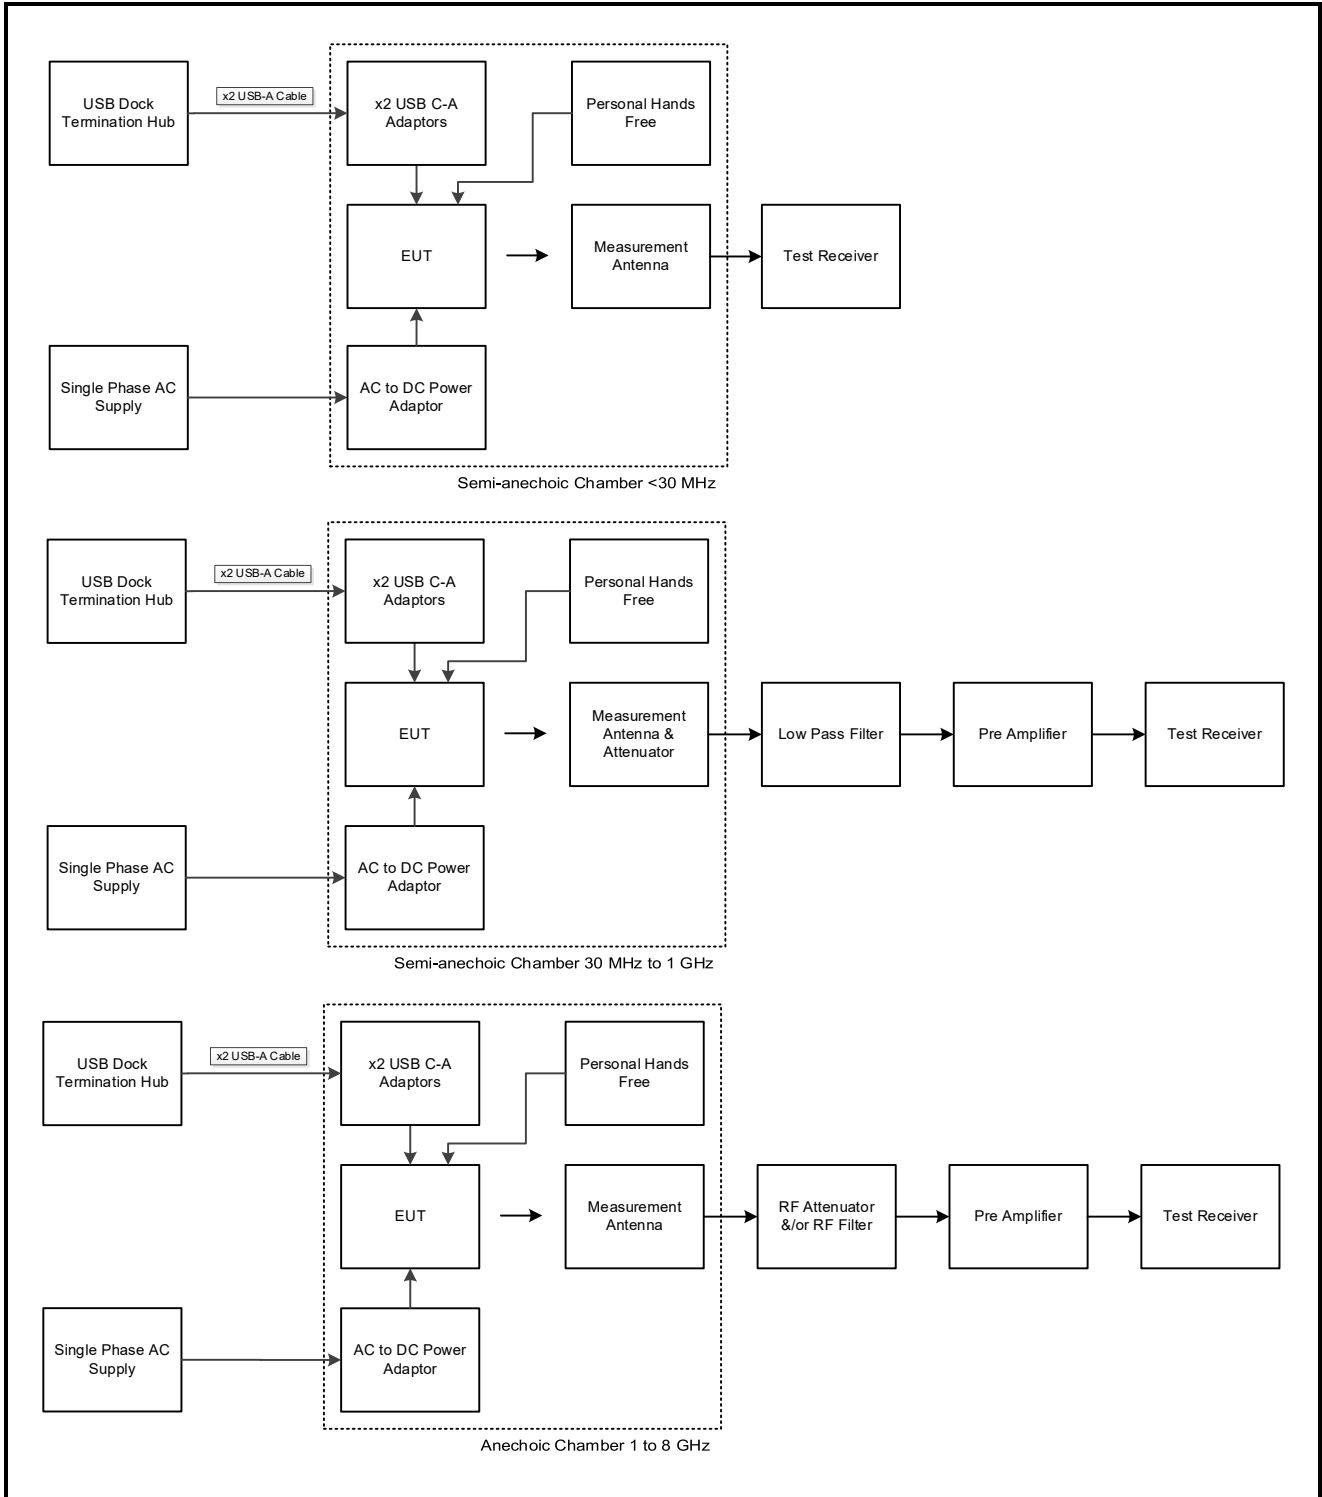 USB Dock
Termination Hub
x2 USB-A Cable
x2 USB C-A
Adaptors
Personal Hands
Free
EUT
Measurement
Antenna
Test Receiver
Single Phase AC
Supply
AC to DC Power
Adaptor
Semi-anechoic Chamber <30 MHz
USB Dock
Termination Hub
x2 USB-A Cable
x2 USB C-A
Adaptors
Personal Hands
Free
EUT
Measurement
Antenna &
Attenuator
Low Pass Filter
Pre Amplifier
Test Receiver
Single Phase AC
Supply
AC to DC Power
Adaptor
Semi-anechoic Chamber 30 MHz to 1 GHz
USB Dock
Termination Hub
x2 USB-A Cable
x2 USB C-A
Adaptors
Personal Hands
Free
EUT
Measurement
Antenna
RF Attenuator
&/or RF Filter
Pre Amplifier
Test Receiver
Single Phase AC
Supply
AC to DC Power
Adaptor
Anechoic Chamber 1 to 8 GHz